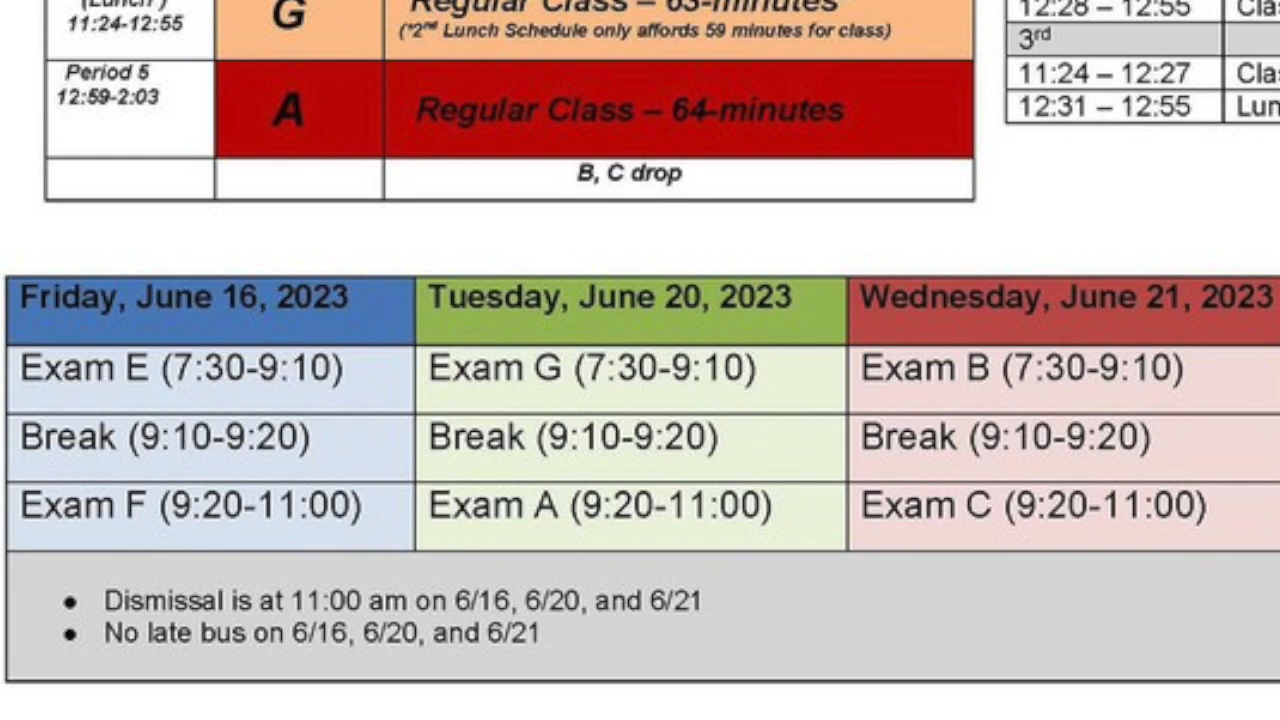 (Lunch*)
11:24-12:55
G
Regular Class – 63-minutes
(*2nd Lunch Schedule only affords 59 minutes for class)
Period 5
12:59-2:03
A
Regular Class – 64-minutes
B, C drop
12:28 – 12:55
3rd
11:24 – 12:27
12:31 – 12:55
Friday, June 16, 2023 Tuesday, June 20, 2023 Wednesday, June 21, 2023
Exam E (7:30-9:10) Exam G (7:30-9:10) Exam B (7:30-9:10)
Break (9:10-9:20) Break (9:10-9:20) Break (9:10-9:20)
Exam F (9:20-11:00) Exam A (9:20-11:00) Exam C (9:20-11:00)
• Dismissal is at 11:00 am on 6/16, 6/20, and 6/21
• No late bus on 6/16, 6/20, and 6/21